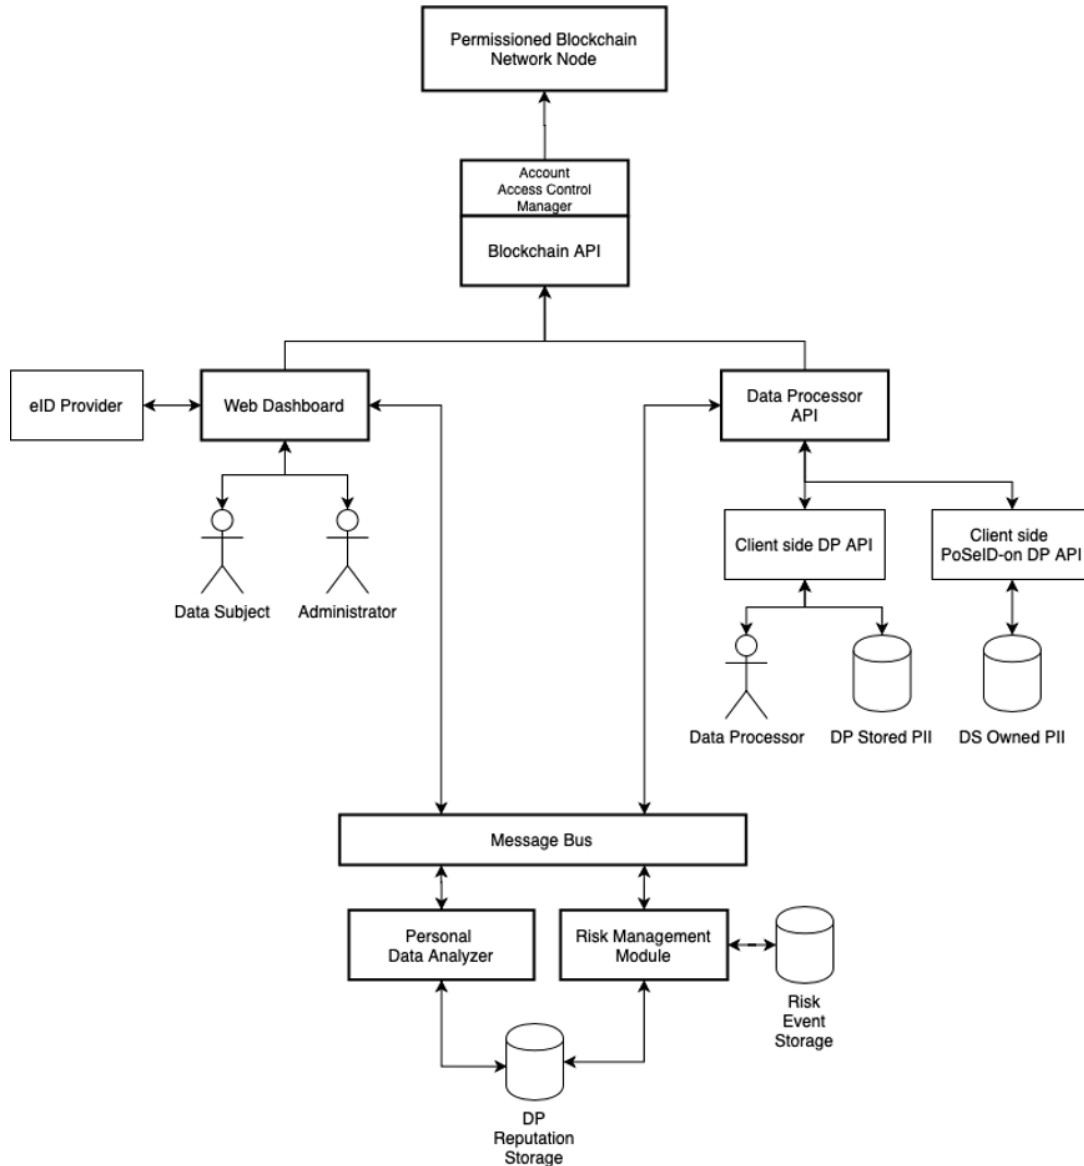 Permissioned Blockchain
Network Node
Account
Access Control
Manager
Blockchain API
eID Provider
Web Dashboard
Data Processor
API
Client side DP API
Client side
PoSeID-on DP API
Data Subject
Administrator
Data Processor
DP Stored PII
DS Owned PII
Message Bus
Personal
Data Analyzer
Risk Management
Module
Risk
Event
Storage
DP
Reputation
Storage